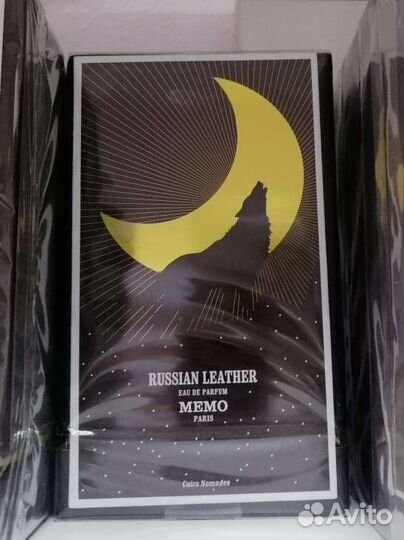 RUSSIAN LEATHER
EAU DE PARFUM
MEMO
PARIS
Cuirs Nomades
Avito